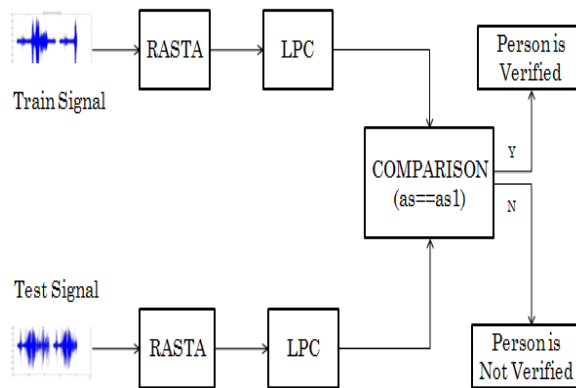 Train Signal
RASTA
LPC
Person is
Verified
COMPARISON
(as==as1)
Y
N
Test Signal
RASTA
LPC
Person is
Not Verified